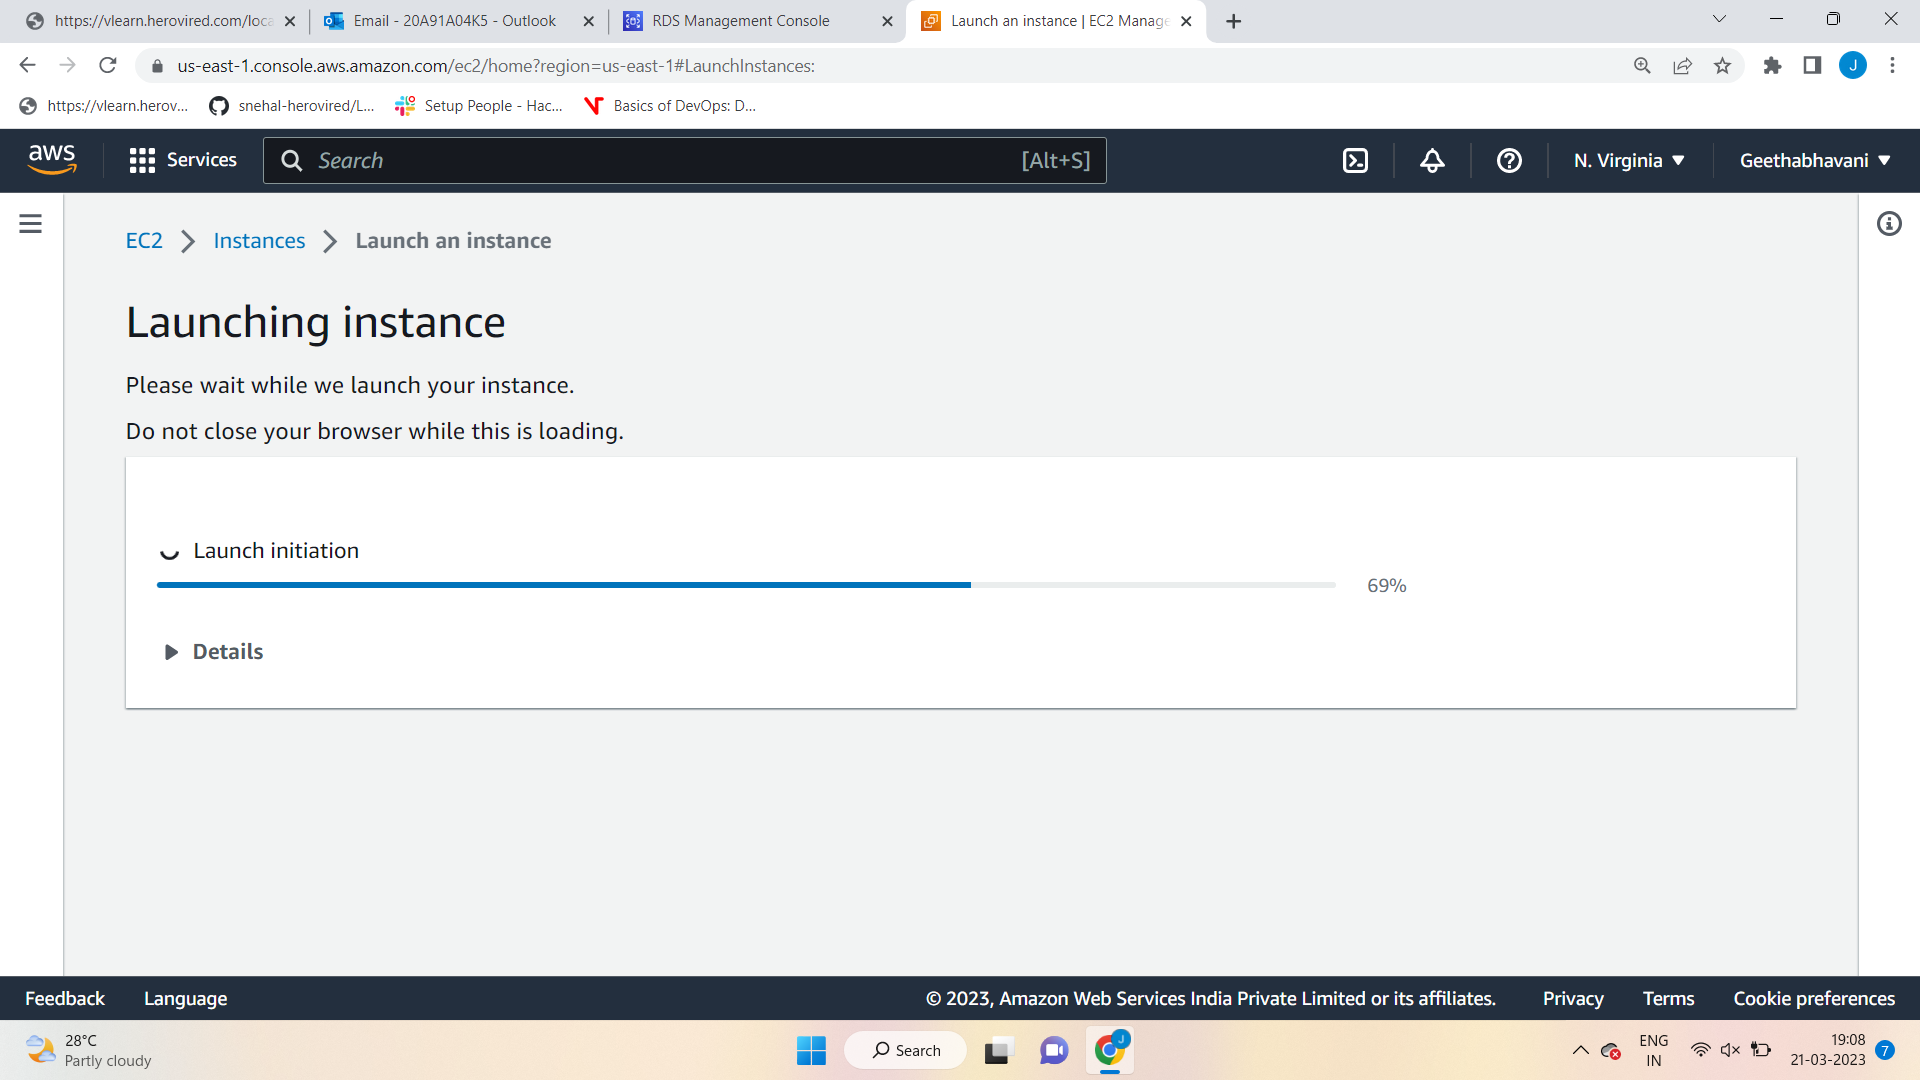 https://vlearn.herovired.com/loca
Email - 20A91A04K5 - Outlook
RDS Management Console
Launch an instance | EC2 Manage
us-east-1.console.aws.amazon.com/ec2/home?region=us-east-1#LaunchInstances:
J
https://vlearn.herov...
snehal-herovired/L...
Setup People - Hac...
Basics of DevOps: D...
aws
Services
Search
[Alt+S]
N. Virginia
Geethabhavani
EC2
Instances
Launch an instance
Launching instance
Please wait while we launch your instance.
Do not close your browser while this is loading.
Launch initiation
69%
Details
Feedback
Language
© 2023, Amazon Web Services India Private Limited or its affiliates.
Privacy
Terms
Cookie preferences
28°C
Partly cloudy
Search
J
ENG
IN
19:08
21-03-2023
7